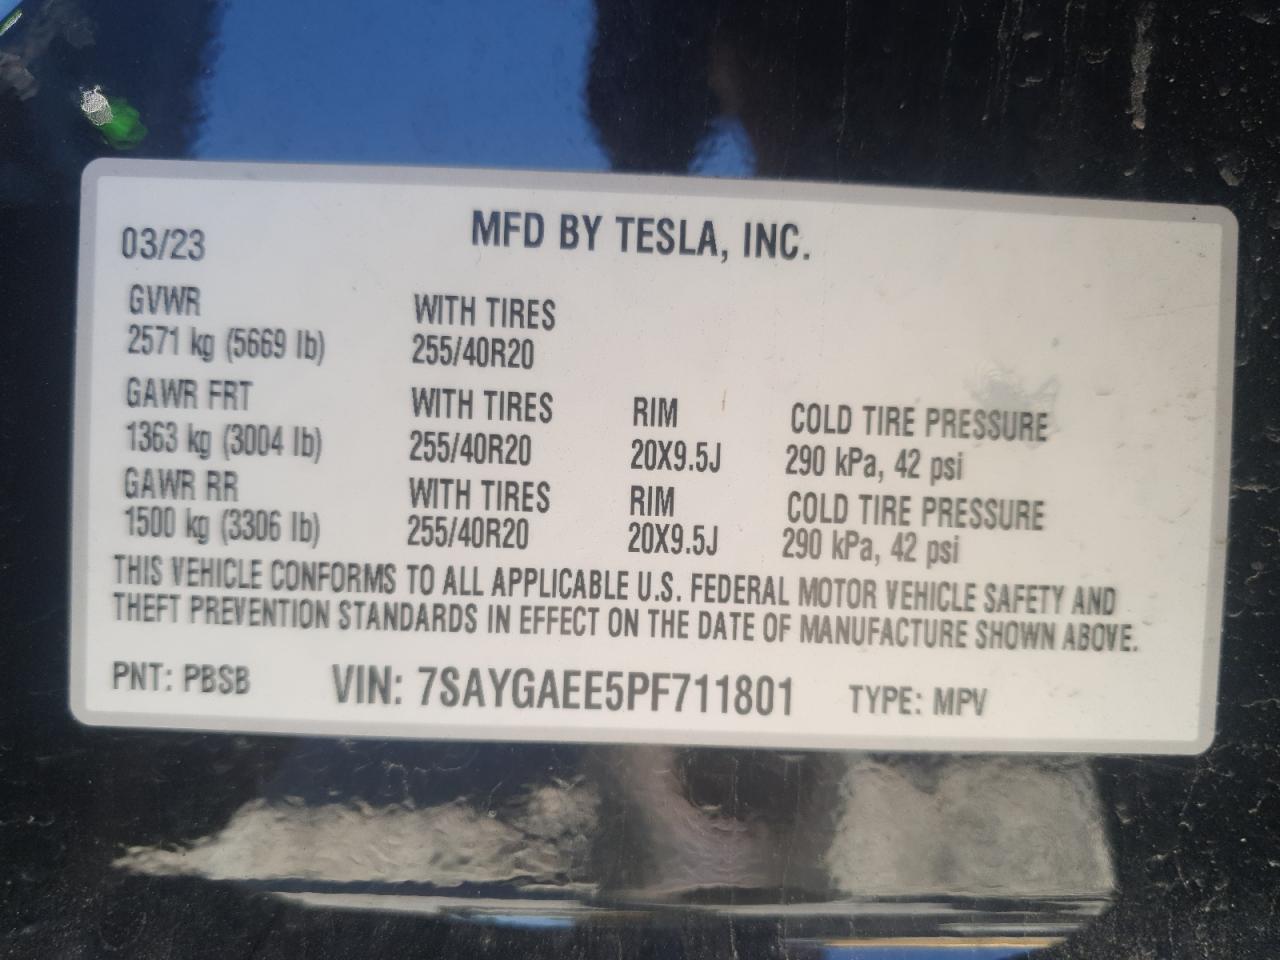 MFD BY TESLA, INC.
03/23
GVWR WITH TIRES
2571 kg (5669 lb) 255/40R20
GAWR FRT WITH TIRES RIM COLD TIRE PRESSURE
1363 kg (3004 lb) 255/40R20 20X9.5J 290 kPa, 42 psi
GAWR RR WITH TIRES RIM COLD TIRE PRESSURE
1500 kg (3306 lb) 255/40R20 20X9.5J 290 kPa, 42 psi
THIS VEHICLE CONFORMS TO ALL APPLICABLE U.S. FEDERAL MOTOR VEHICLE SAFETY AND
THEFT PREVENTION STANDARDS IN EFFECT ON THE DATE OF MANUFACTURE SHOWN ABOVE.
PNT: PBSB VIN: 7SAYGAEE5PF711801 TYPE: MPV